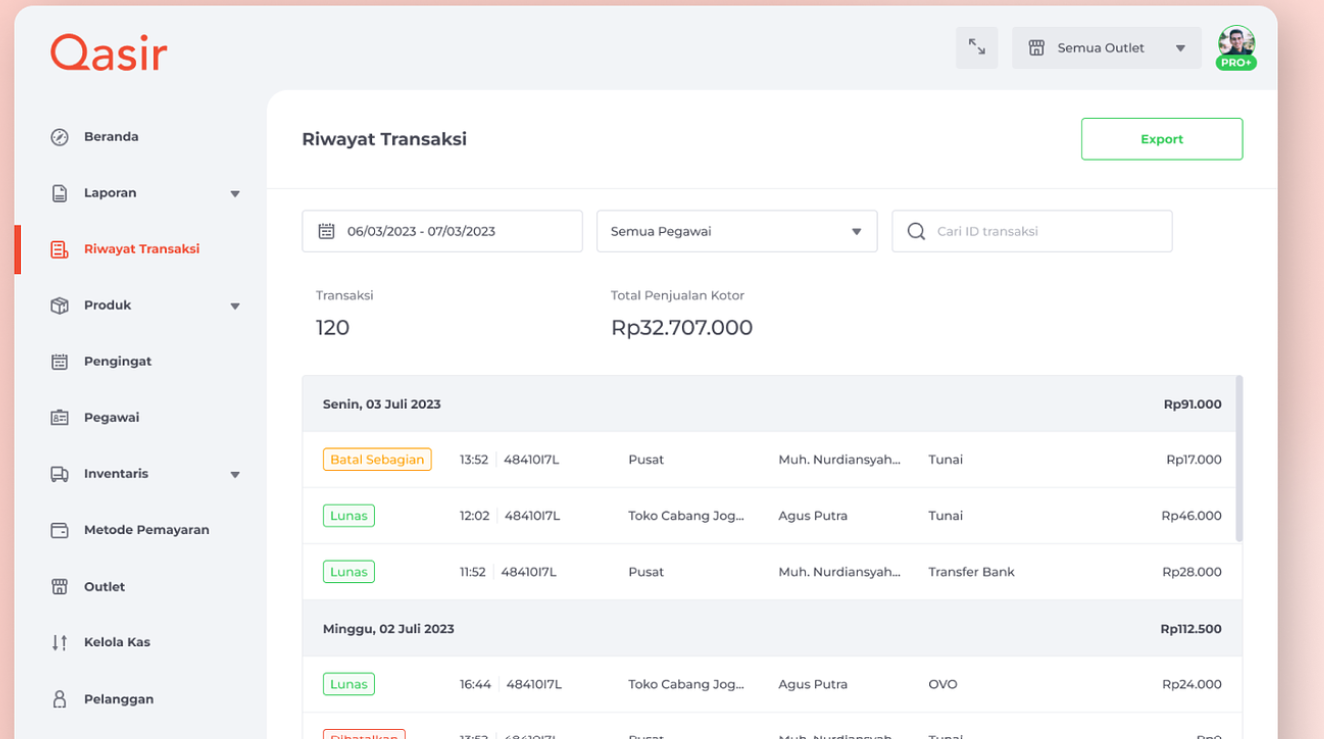 Qasir
Semua Outlet
PRO+
Beranda
Laporan
Riwayat Transaksi
Produk
Pengingat
Pegawai
Inventaris
Metode Pemayaran
Outlet
Kelola Kas
Pelanggan
Riwayat Transaksi
Export
06/03/2023 - 07/03/2023
Semua Pegawai
Cari ID transaksi
Transaksi
Total Penjualan Kotor
120
Rp32.707.000
Senin, 03 Juli 2023 Rp91.000
Batal Sebagian 13:52 48410I7L Pusat Muh. Nurdiansyah... Tunai Rp17.000
Lunas 12:02 48410I7L Toko Cabang Jog... Agus Putra Tunai Rp46.000
Lunas 11:52 48410I7L Pusat Muh. Nurdiansyah... Transfer Bank Rp28.000
Minggu, 02 Juli 2023 Rp112.500
Lunas 16:44 48410I7L Toko Cabang Jog... Agus Putra OVO Rp24.000
Dibatalkan 13:52 48410I7L Pusat Muh. Nurdiansyah... Tunai Rp0